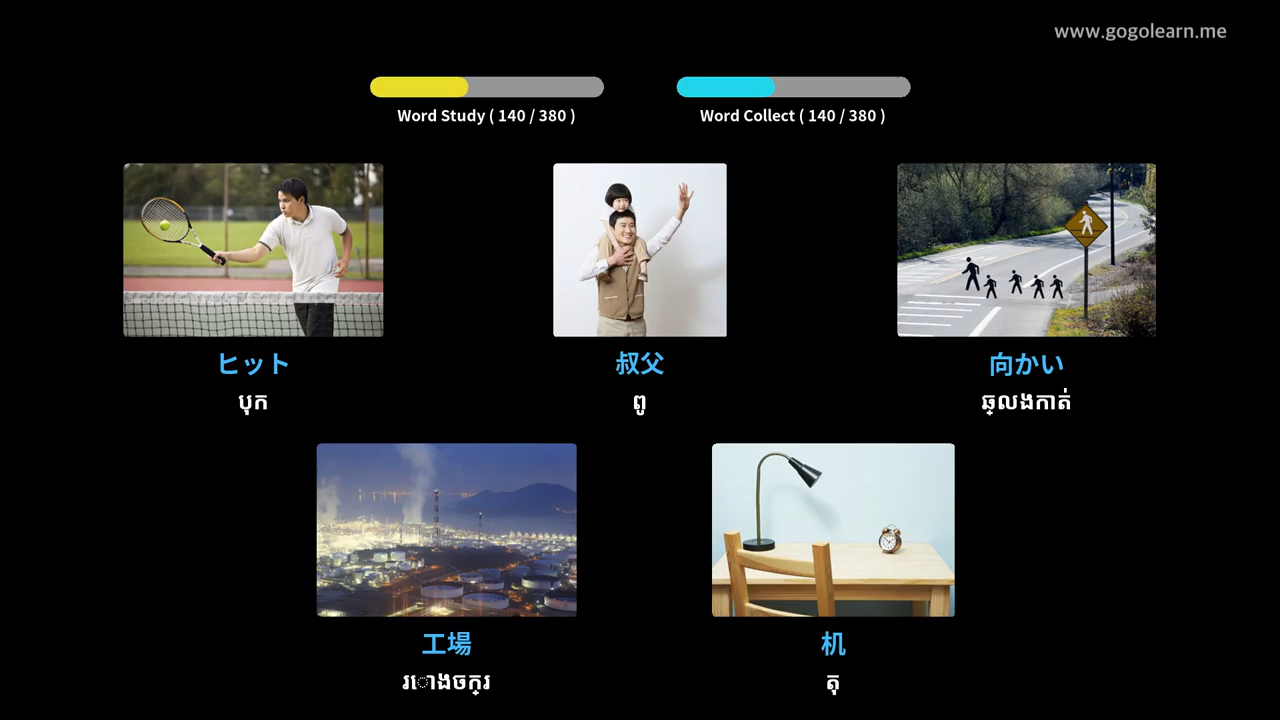 www.gogolearn.me
Word Study ( 140 / 380 )
Word Collect ( 140 / 380 )
ヒット
បុក
叔父
ពូ
向かい
ឆ្លងកាត់
工場
រោងចក្រ
机
តុ